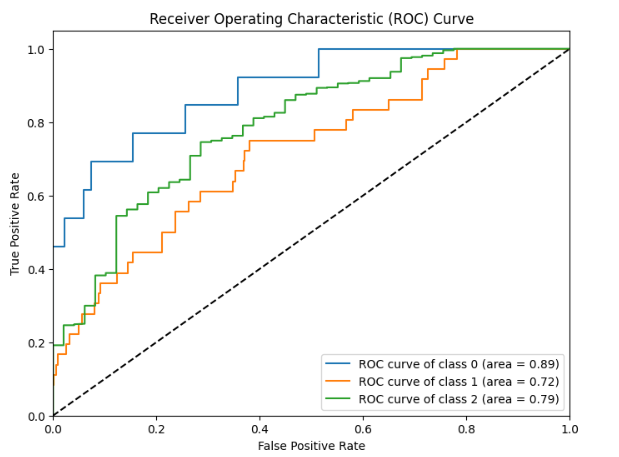 Receiver Operating Characteristic (ROC) Curve
1.0
0.8
0.6
0.4
0.2
0.0
True Positive Rate
0.0 0.2 0.4 0.6 0.8 1.0
False Positive Rate
ROC curve of class 0 (area = 0.89)
ROC curve of class 1 (area = 0.72)
ROC curve of class 2 (area = 0.79)